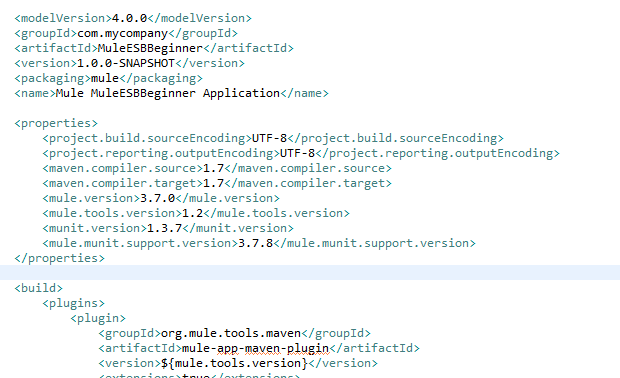 <modelVersion>4.0.0</modelVersion>
<groupId>com.mycompany</groupId>
<artifactId>MuleESBBeginner</artifactId>
<version>1.0.0-SNAPSHOT</version>
<packaging>mule</packaging>
<name>Mule MuleESBBeginner Application</name>
<properties>
<project.build.sourceEncoding>UTF-8</project.build.sourceEncoding>
<project.reporting.outputEncoding>UTF-8</project.reporting.outputEncoding>
<maven.compiler.source>1.7</maven.compiler.source>
<maven.compiler.target>1.7</maven.compiler.target>
<mule.version>3.7.0</mule.version>
<mule.tools.version>1.2</mule.tools.version>
<munit.version>1.3.7</munit.version>
<mule.munit.support.version>3.7.8</mule.munit.support.version>
</properties>
<build>
<plugins>
<plugin>
<groupId>org.mule.tools.maven</groupId>
<artifactId>mule-app-maven-plugin</artifactId>
<version>${mule.tools.version}</version>
<extensions>true</extensions>